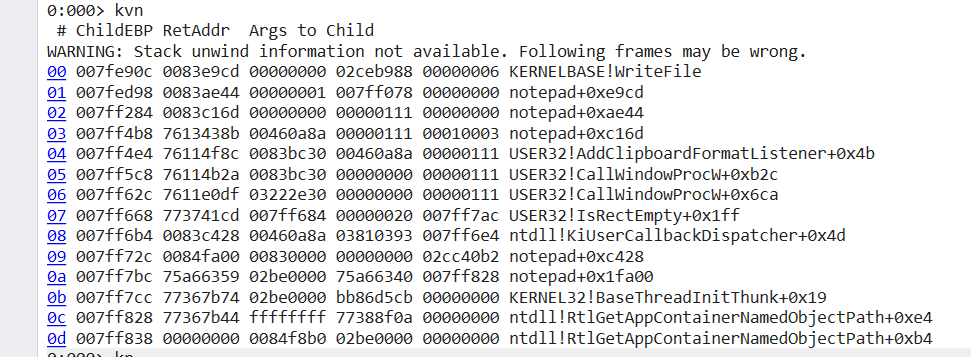 0:000> kvn
 # ChildEBP RetAddr  Args to Child
WARNING: Stack unwind information not available. Following frames may be wrong.
00 007fe90c 0083e9cd 00000000 02ceb988 00000006 KERNELBASE!WriteFile
01 007fed98 0083ae44 00000001 007ff078 00000000 notepad+0xe9cd
02 007ff284 0083c16d 00000000 00000111 00000000 notepad+0xae44
03 007ff4b8 7613438b 00460a8a 00000111 00010003 notepad+0xc16d
04 007ff4e4 76114f8c 0083bc30 00460a8a 00000111 USER32!AddClipboardFormatListener+0x4b
05 007ff5c8 76114b2a 0083bc30 00000000 00000111 USER32!CallWindowProcW+0xb2c
06 007ff62c 7611e0df 03222e30 00000000 00000111 USER32!CallWindowProcW+0x6ca
07 007ff668 773741cd 007ff684 00000020 007ff7ac USER32!IsRectEmpty+0x1ff
08 007ff6b4 0083c428 00460a8a 03810393 007ff6e4 ntdll!KiUserCallbackDispatcher+0x4d
09 007ff72c 0084fa00 00830000 00000000 02cc40b2 notepad+0xc428
0a 007ff7bc 75a66359 02be0000 75a66340 007ff828 notepad+0x1fa00
0b 007ff7cc 77367b74 02be0000 bb86d5cb 00000000 KERNEL32!BaseThreadInitThunk+0x19
0c 007ff828 77367b44 ffffffff 77388f0a 00000000 ntdll!RtlGetAppContainerNamedObjectPath+0xe4
0d 007ff838 00000000 0084f8b0 02be0000 00000000 ntdll!RtlGetAppContainerNamedObjectPath+0xb4